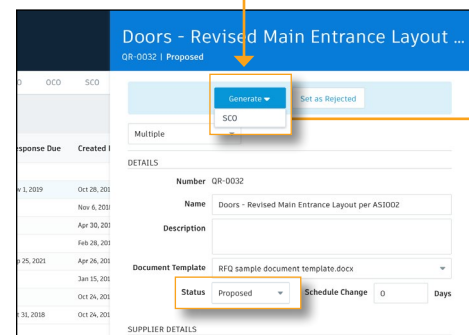 Doors - Revised Main Entrance Layout ...
QR-0032 | Proposed
OCO SCO
Generate Set as Rejected
SCO
Multiple
Response Due Created
DETAILS
Number QR-0032
v 1, 2019 Oct 28, 201
Name Doors - Revised Main Entrance Layout per ASI002
Nov 6, 201
Description
Apr 30, 201
Feb 28, 201
p 25, 2021 Apr 26, 201
Document Template RFQ sample document template.docx
Jan 15, 201
Status Proposed Schedule Change 0 Days
Oct 24, 201
t 31, 2018 Oct 24, 201
SUPPLIER DETAILS